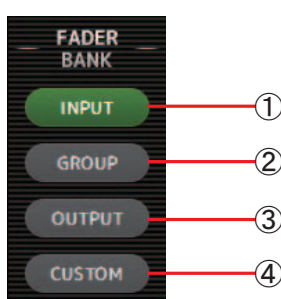 FADER
BANK
INPUT ①
GROUP ②
OUTPUT ③
CUSTOM ④